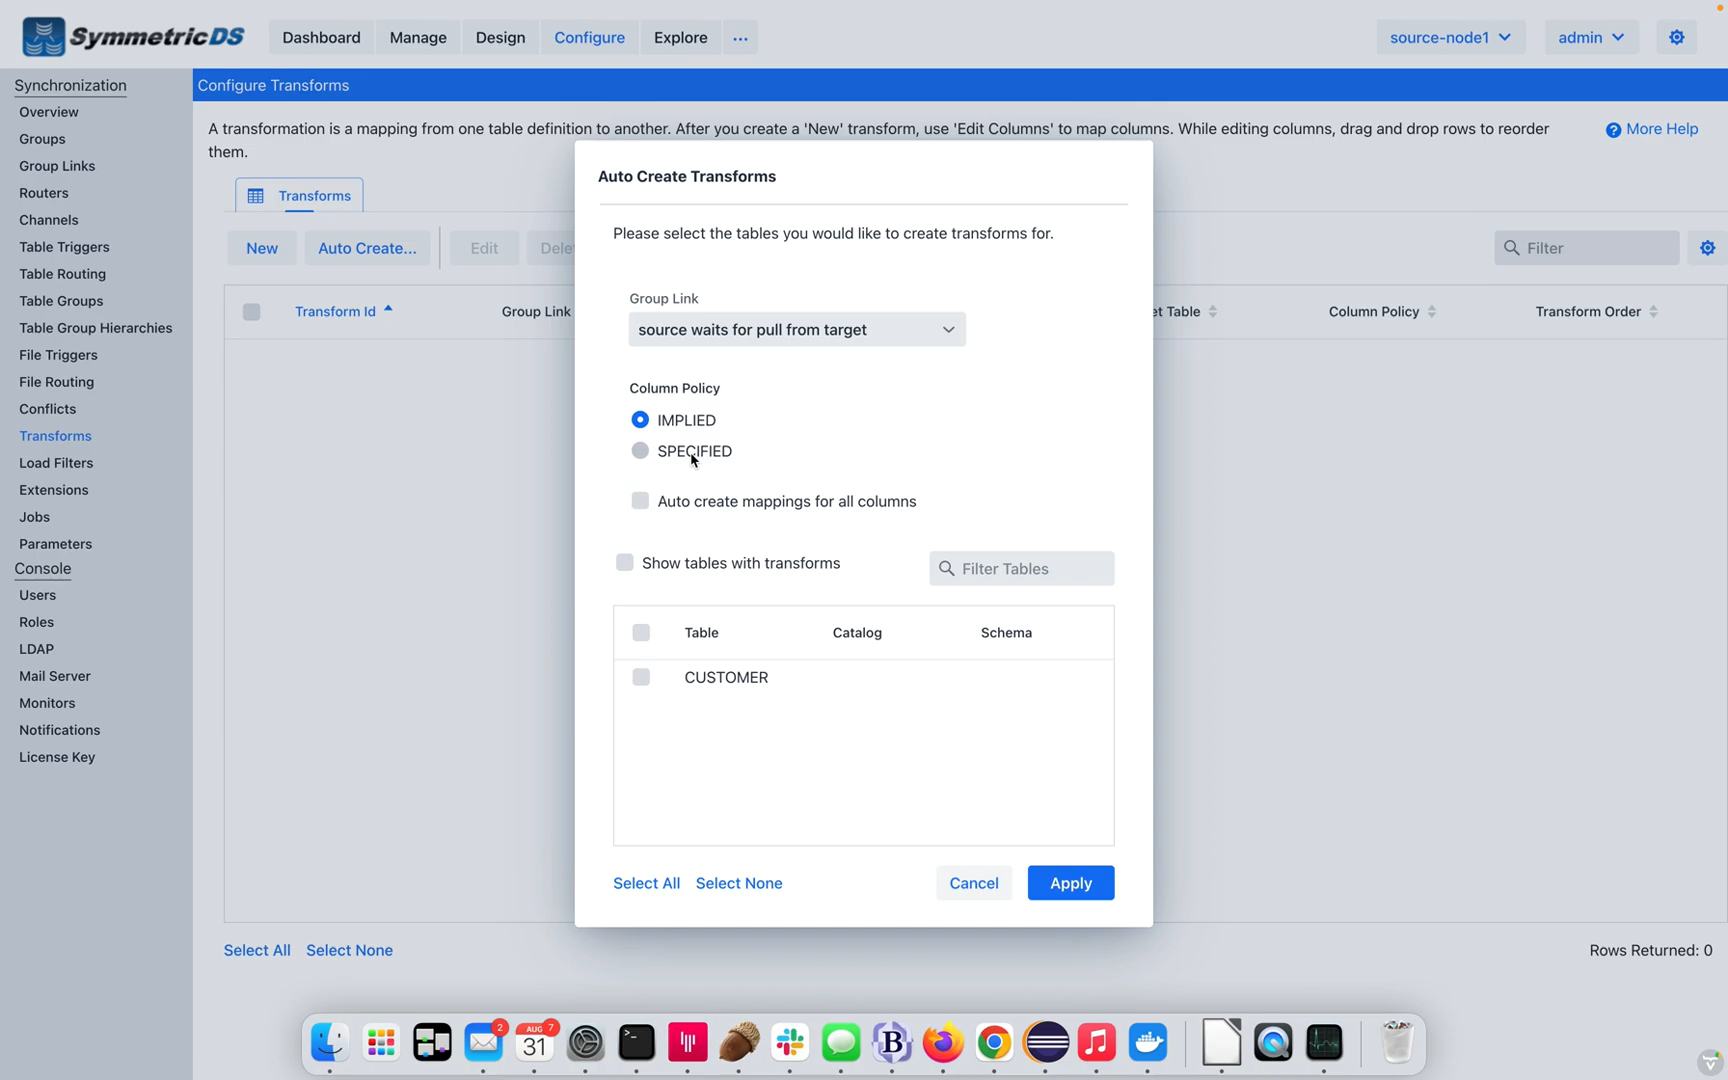 SymmetricDS
Dashboard
Manage
Design
Configure
Explore
source-node1
admin
Synchronization
Overview
Groups
Group Links
Routers
Channels
Table Triggers
Table Routing
Table Groups
Table Group Hierarchies
File Triggers
File Routing
Conflicts
Transforms
Load Filters
Extensions
Jobs
Parameters
Console
Users
Roles
LDAP
Mail Server
Monitors
Notifications
License Key
Configure Transforms
A transformation is a mapping from one table definition to another. After you create a 'New' transform, use 'Edit Columns' to map columns. While editing columns, drag and drop rows to reorder
them.
More Help
Transforms
New
Auto Create...
Edit
Filter
Transform Id
Group Link
Table
Column Policy
Transform Order
Auto Create Transforms
Please select the tables you would like to create transforms for.
Group Link
source waits for pull from target
Column Policy
IMPLIED
SPECIFIED
Auto create mappings for all columns
Show tables with transforms
Filter Tables
Table Catalog Schema
CUSTOMER
Select All Select None
Cancel
Apply
Select All Select None
Rows Returned: 0
2
AUG 7
31
B